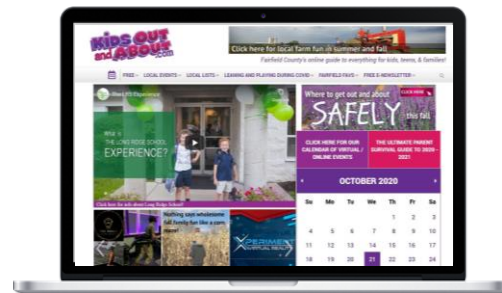 KIDS OUT
AND ABOUT
.COM
Click here for local farm fun in summer and fall
Fairfield County's online guide to everything for kids, teens, & families!
FREE LOCAL EVENTS LOCAL LISTS LEARNING AND PLAYING DURING COVID FAIRFIELD FAVS FREE E-NEWSLETTER
WHAT IS
THE LONG RIDGE SCHOOL
EXPERIENCE?
Click here for info about Long Ridge School!
Where to get out and about
CLICK HERE
SAFELY this fall
CLICK HERE FOR OUR
CALENDAR OF VIRTUAL /
ONLINE EVENTS
THE ULTIMATE PARENT
SURVIVAL GUIDE TO 2020 -
2021
OCTOBER 2020
Su Mo Tu We Th Fr Sa
1 2 3
4 5 6 7 8 9 10
11 12 13 14 15 16 17
18 19 20 21 22 23 24
Nothing says wholesome
fall family fun like a corn
maze!
XPERIMENT
VIRTUAL REALITY